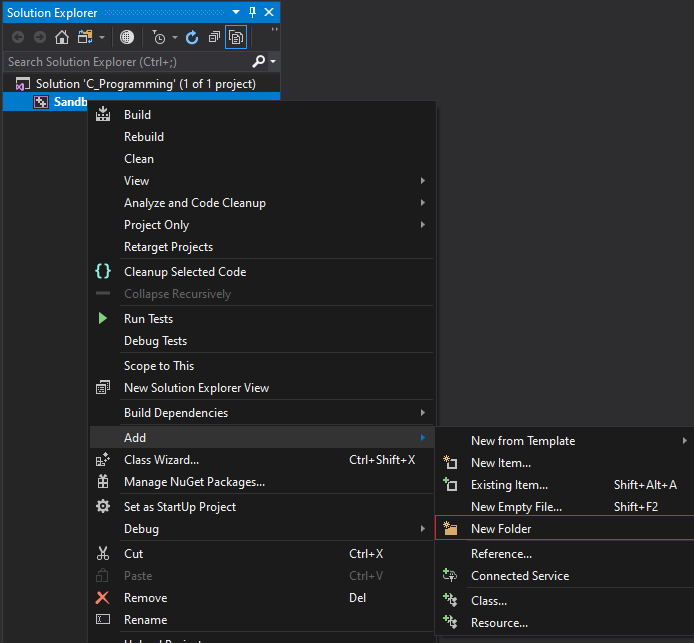 Solution Explorer
Search Solution Explorer (Ctrl+;)
Solution 'C_Programming' (1 of 1 project)
Build
Rebuild
Clean
View
Analyze and Code Cleanup
Project Only
Retarget Projects
Cleanup Selected Code
Collapse Recursively
Run Tests
Debug Tests
Scope to This
New Solution Explorer View
Build Dependencies
Add
Class Wizard... Ctrl+Shift+X
Manage NuGet Packages...
Set as StartUp Project
Debug
Cut Ctrl+X
Paste Ctrl+V
Remove Del
Rename
New from Template
New Item...
Existing Item... Shift+Alt+A
New Empty File... Shift+F2
New Folder
Reference...
Connected Service
Class...
Resource...